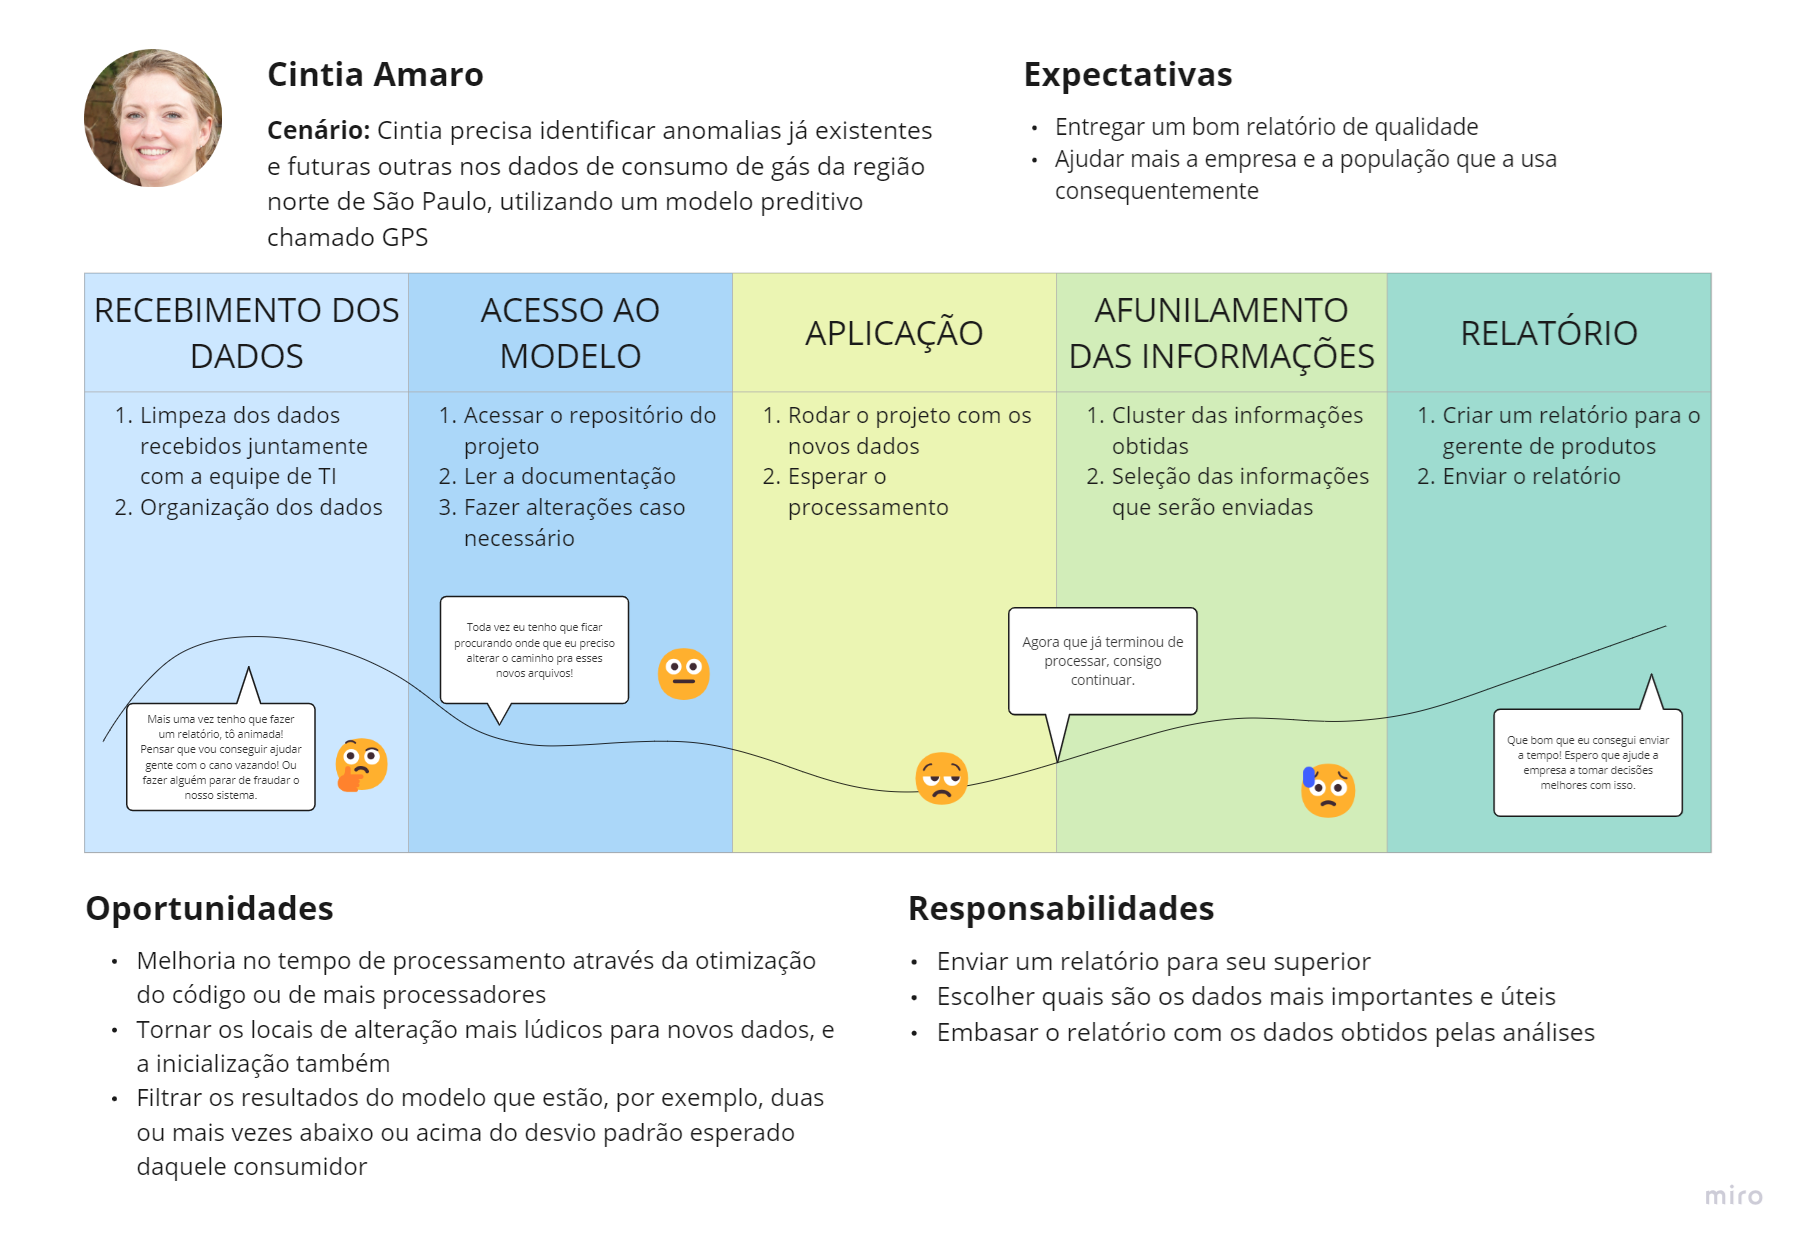 Cintia Amaro
Cenário: Cintia precisa identificar anomalias já existentes
e futuras outras nos dados de consumo de gás da região
norte de São Paulo, utilizando um modelo preditivo
chamado GPS
Expectativas
• Entregar um bom relatório de qualidade
• Ajudar mais a empresa e a população que a usa
consequentemente
RECEBIMENTO DOS
DADOS
1. Limpeza dos dados
recebidos juntamente
com a equipe de TI
2. Organização dos dados
Mais uma vez tenho que fazer
um relatório, tô animada!
Pensar que vou conseguir ajudar
gente com o cano vazando! Ou
fazer alguém parar de fraudar o
nosso sistema.
ACESSO AO
MODELO
1. Acessar o repositório do
projeto
2. Ler a documentação
3. Fazer alterações caso
necessário
Toda vez eu tenho que ficar
procurando onde que eu preciso
alterar o caminho pra esses
novos arquivos!
APLICAÇÃO
1. Rodar o projeto com os
novos dados
2. Esperar o
processamento
Agora que já terminou de
processar, consigo
continuar.
AFUNILAMENTO
DAS INFORMAÇÕES
1. Cluster das informações
obtidas
2. Seleção das informações
que serão enviadas
RELATÓRIO
1. Criar um relatório para o
gerente de produtos
2. Enviar o relatório
Que bom que eu consegui enviar
a tempo! Espero que ajude a
empresa a tomar decisões
melhores com isso.
Oportunidades
• Melhoria no tempo de processamento através da otimização
do código ou de mais processadores
• Tornar os locais de alteração mais lúdicos para novos dados, e
a inicialização também
• Filtrar os resultados do modelo que estão, por exemplo, duas
ou mais vezes abaixo ou acima do desvio padrão esperado
daquele consumidor
Responsabilidades
• Enviar um relatório para seu superior
• Escolher quais são os dados mais importantes e úteis
• Embasar o relatório com os dados obtidos pelas análises
miro